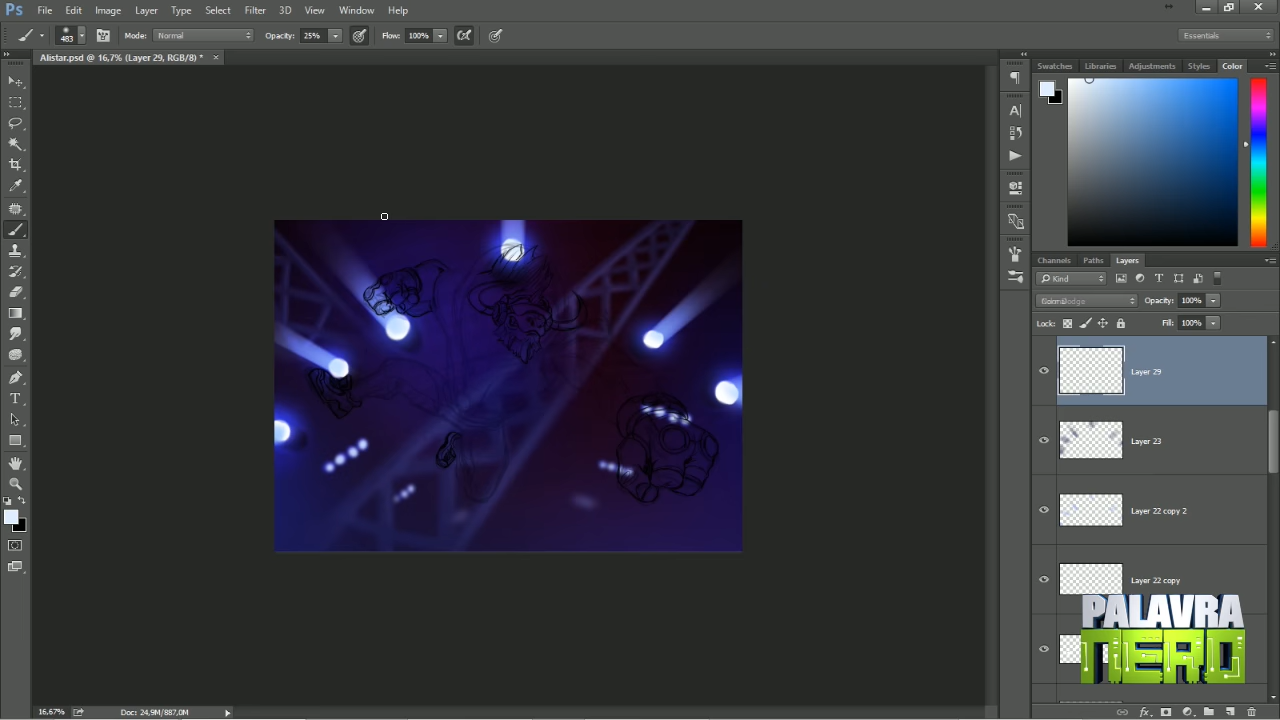 Ps File Edit Image Layer Type Select Filter 3D View Window Help
483 Mode: Normal Opacity: 25% Flow: 100% Essentials
Alistar.psd @ 16,7% (Layer 29, RGB/8) * ×
Swatches Libraries Adjustments Styles Color
Channels Paths Layers
Kind
Opacity: 100%
Lock: Fill: 100%
Layer 29
Layer 23
Layer 22 copy 2
Layer 22 copy
PALAVRA
NERD
16,67% Doc: 24,9M/887,0M